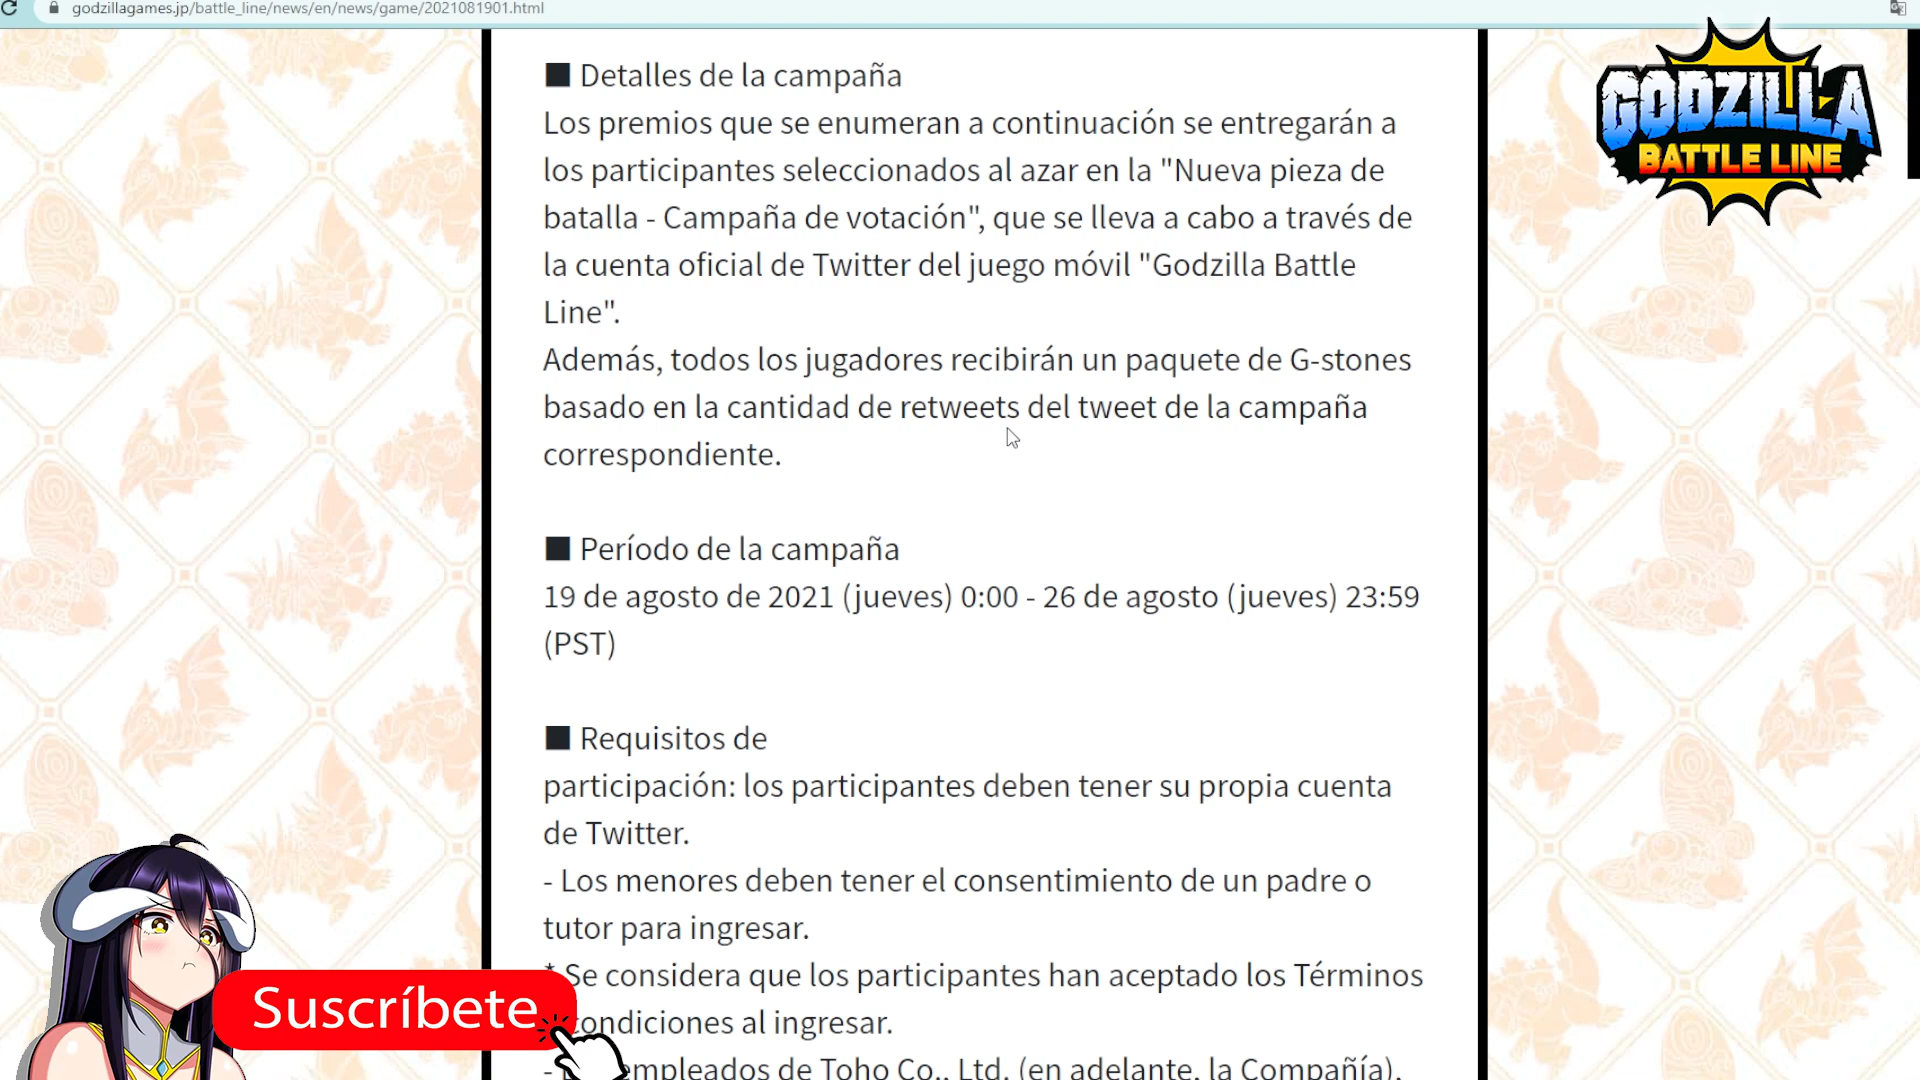 godzillagames.jp/battle_line/news/en/news/game/2021081901.html
GODZILLA
BATTLE LINE
■ Detalles de la campaña
Los premios que se enumeran a continuación se entregarán a
los participantes seleccionados al azar en la "Nueva pieza de
batalla - Campaña de votación", que se lleva a cabo a través de
la cuenta oficial de Twitter del juego móvil "Godzilla Battle
Line".
Además, todos los jugadores recibirán un paquete de G-stones
basado en la cantidad de retweets del tweet de la campaña
correspondiente.
■ Período de la campaña
19 de agosto de 2021 (jueves) 0:00 - 26 de agosto (jueves) 23:59
(PST)
■ Requisitos de
participación: los participantes deben tener su propia cuenta
de Twitter.
- Los menores deben tener el consentimiento de un padre o
tutor para ingresar.
* Se considera que los participantes han aceptado los Términos
condiciones al ingresar.
- empleados de Toho Co., Ltd. (en adelante, la Compañía),
Suscríbete